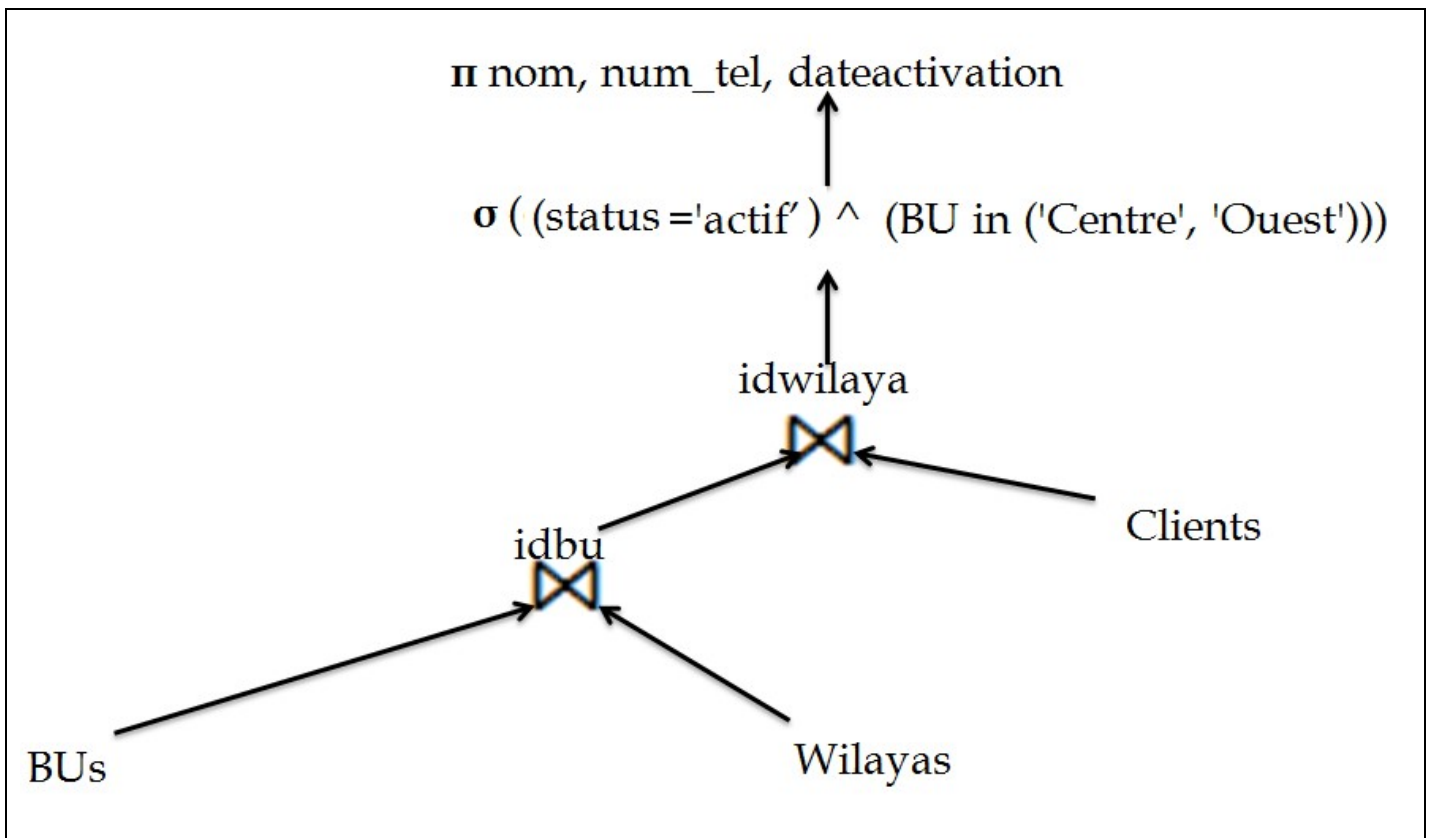 π nom, num_tel, dateactivation
σ ( (status ='actif’ ) ^ (BU in ('Centre', 'Ouest')))
idwilaya
Clients
idbu
BUs
Wilayas